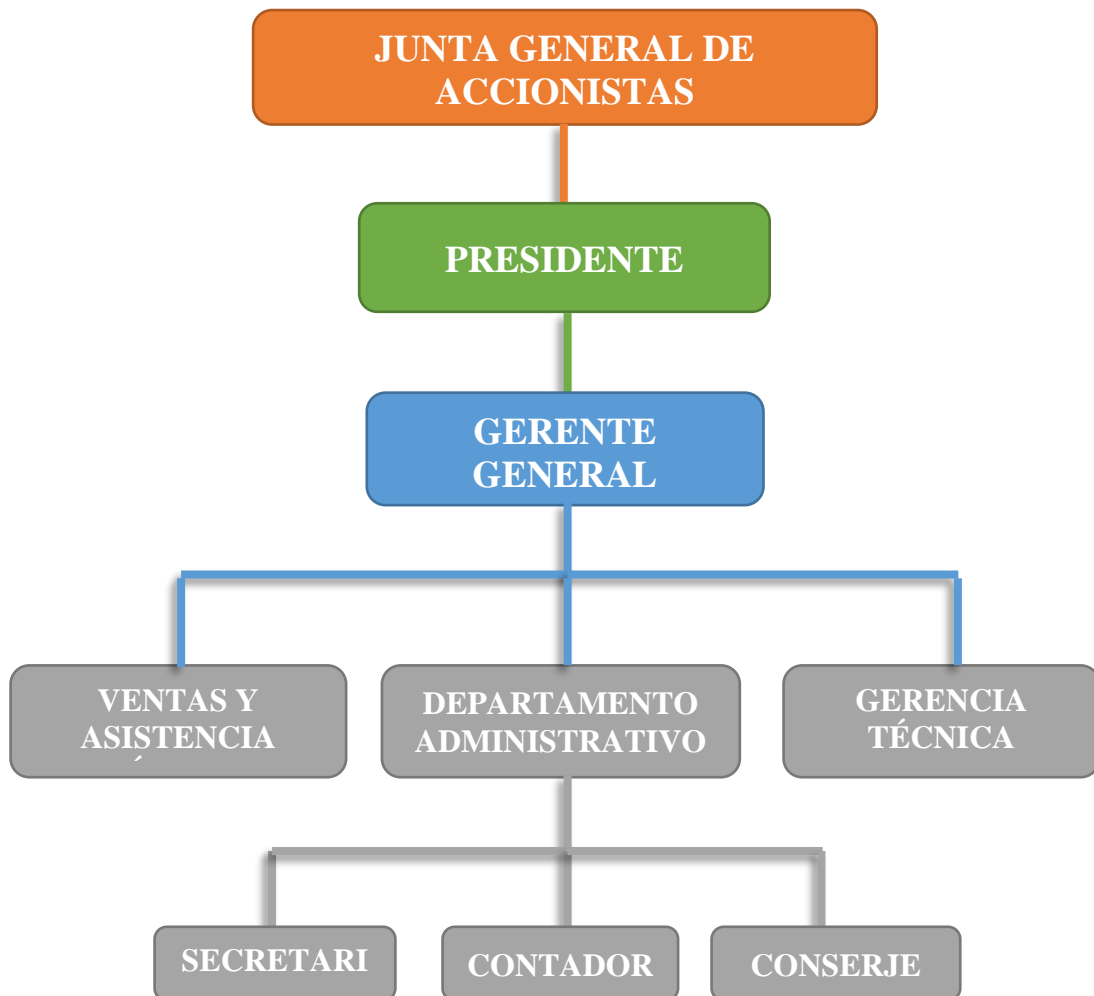 JUNTA GENERAL DE
ACCIONISTAS
PRESIDENTE
GERENTE
GENERAL
VENTAS Y
ASISTENCIA
DEPARTAMENTO
ADMINISTRATIVO
GERENCIA
TÉCNICA
SECRETARI
CONTADOR
CONSERJE